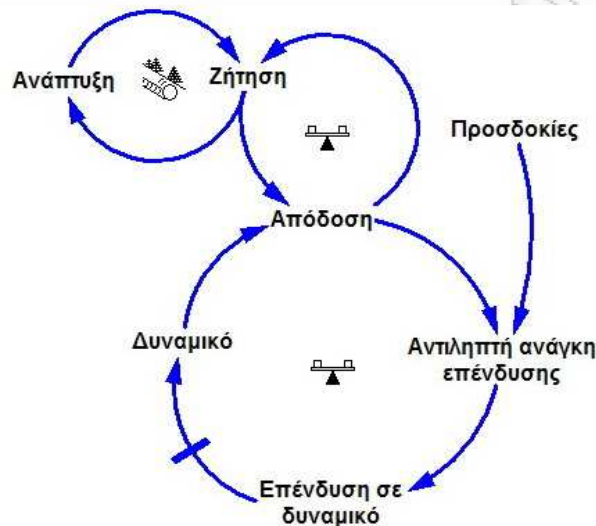 Ανάπτυξη
Ζήτηση
Προσδοκίες
Απόδοση
Δυναμικό
Αντιληπτή ανάγκη
επένδυσης
Επένδυση σε
δυναμικό